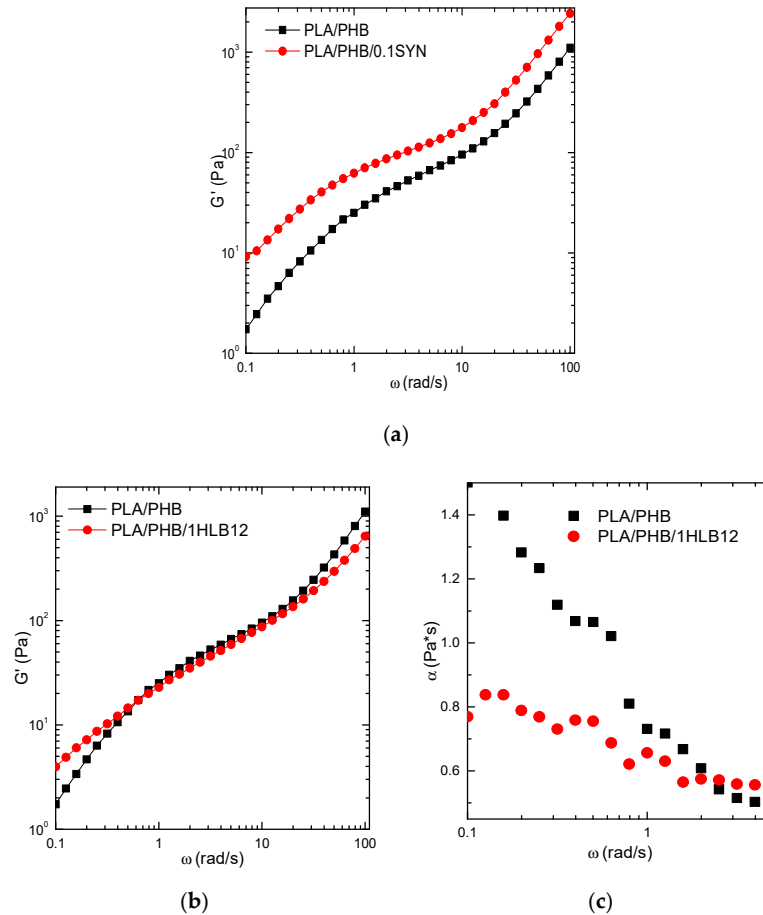 PLA/PHB
PLA/PHB/0.1SYN
10³
10²
10¹
10⁰
G' (Pa)
0.1 1 10 100
ω (rad/s)
(a)
PLA/PHB
PLA/PHB/1HLB12
10³
10²
10¹
10⁰
G' (Pa)
0.1 1 10 100
ω (rad/s)
(b)
PLA/PHB
PLA/PHB/1HLB12
1.4
1.2
1.0
0.8
0.6
α (Pa*s)
0.1 1
ω (rad/s)
(c)